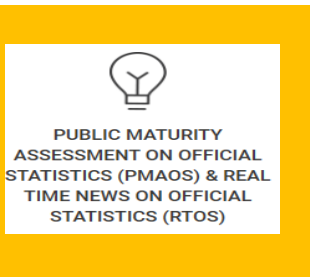 PUBLIC MATURITY
ASSESSMENT ON OFFICIAL
STATISTICS (PMAOS) & REAL
TIME NEWS ON OFFICIAL
STATISTICS (RTOS)